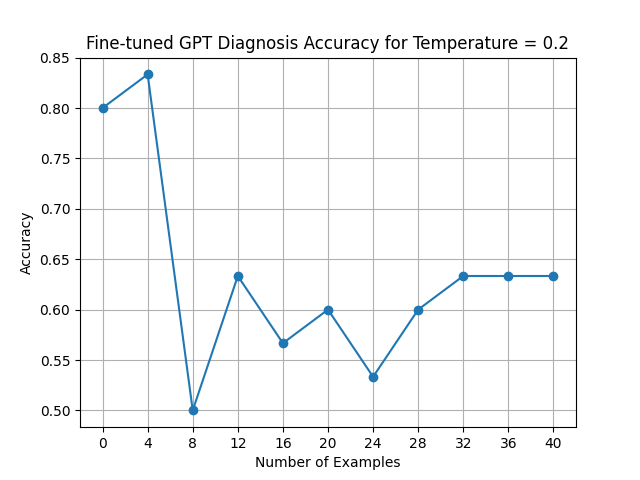 Fine-tuned GPT Diagnosis Accuracy for Temperature = 0.2
0.85
0.80
0.75
0.70
0.65
0.60
0.55
0.50
Accuracy
0 4 8 12 16 20 24 28 32 36 40
Number of Examples